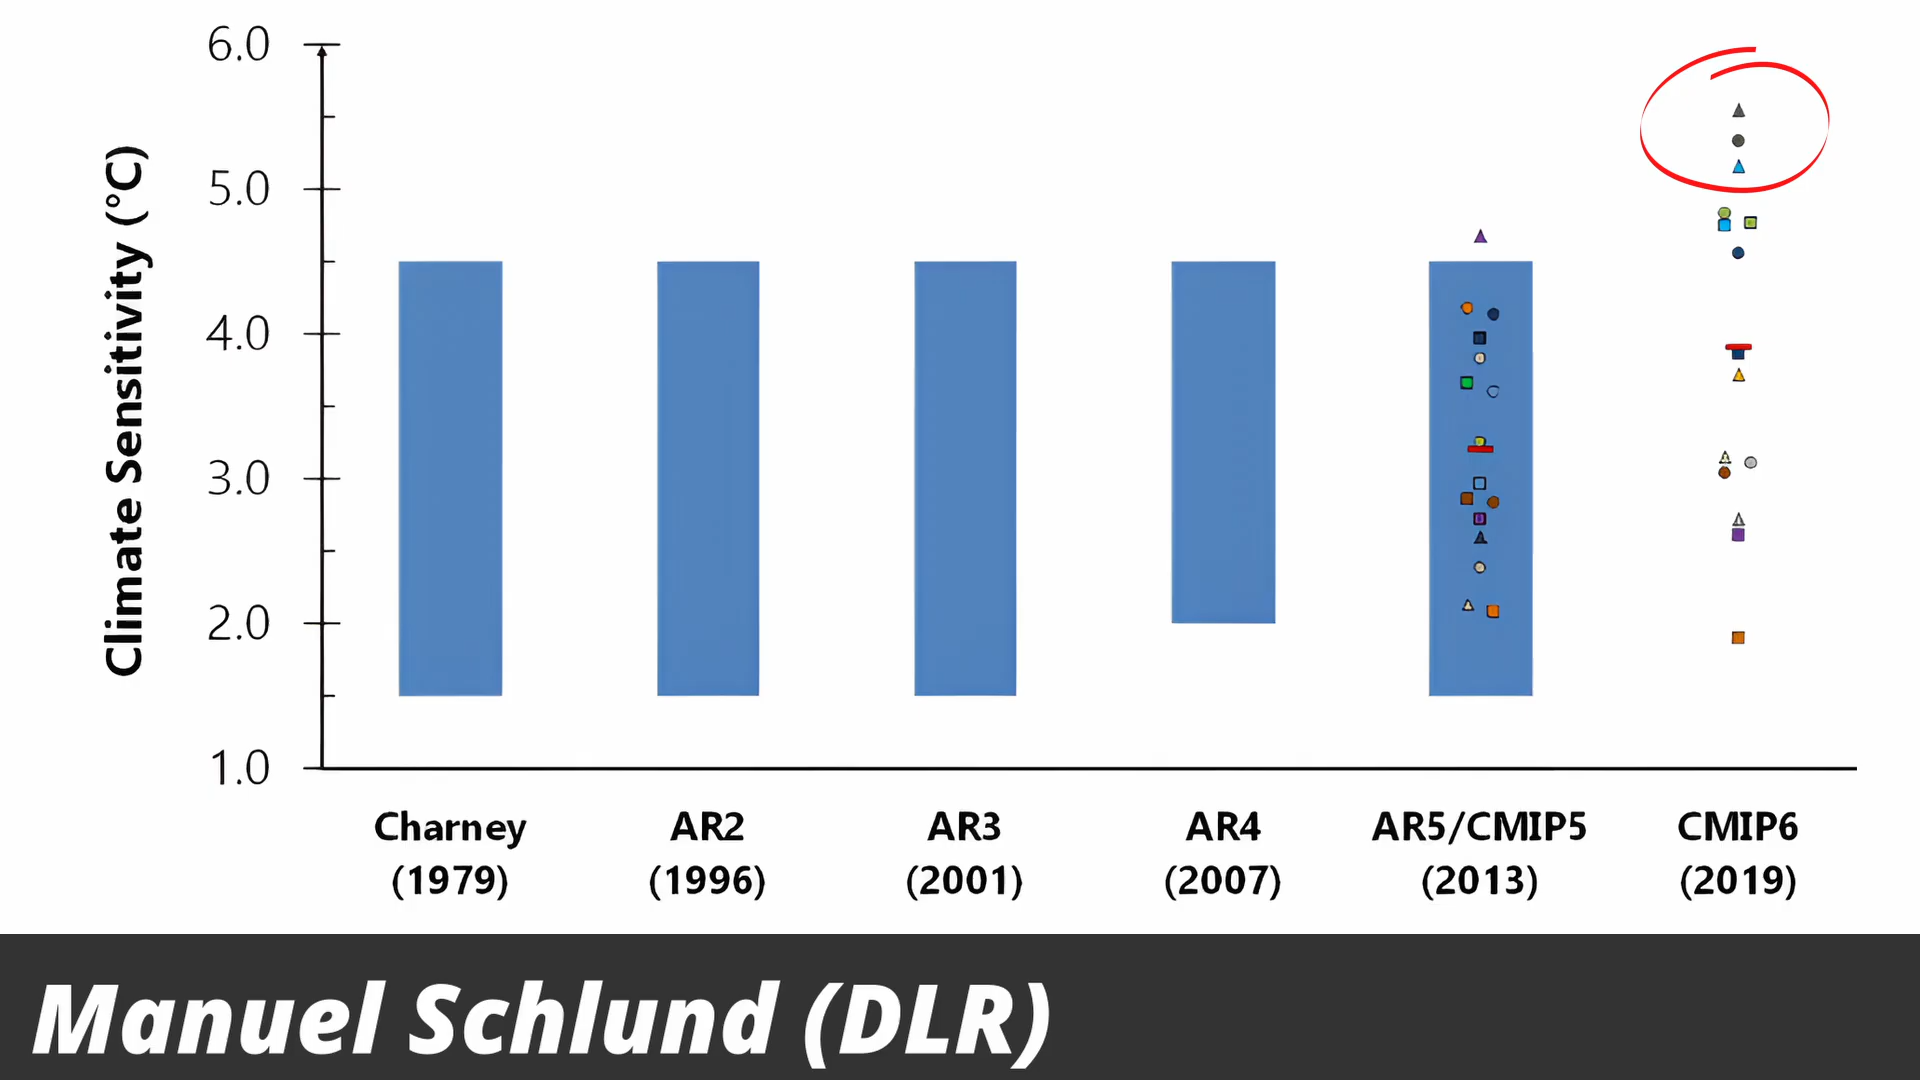 6.0
5.0
4.0
3.0
2.0
1.0
Climate Sensitivity (°C)
Charney AR2 AR3 AR4 AR5/CMIP5 CMIP6
(1979) (1996) (2001) (2007) (2013) (2019)
Manuel Schlund (DLR)